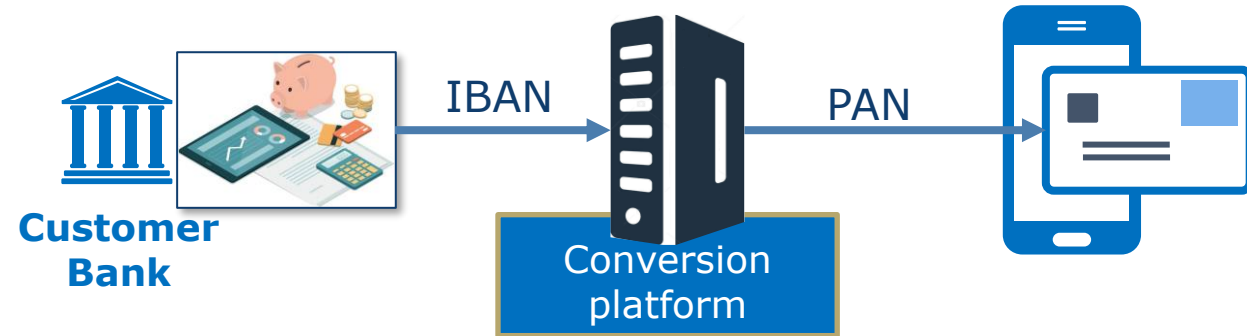 IBAN
PAN
Customer
Bank
Conversion
platform